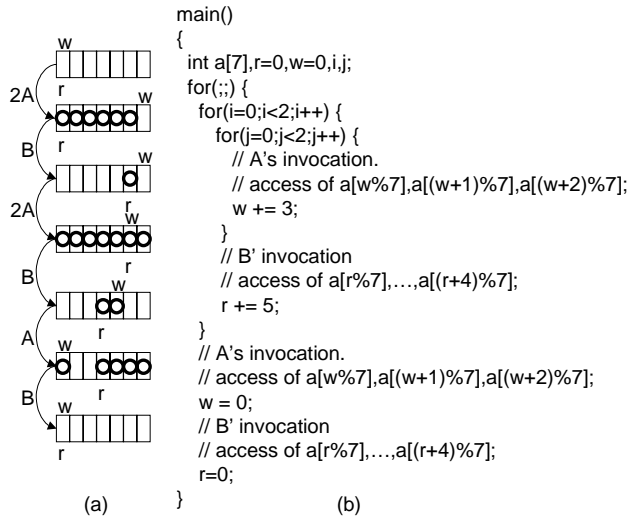 w
r
2A
w
r
B
w
r
2A
w
r
B
w
r
A
w
r
B
w
r
(a)
main()
{
int a[7],r=0,w=0,i,j;
for(;;) {
for(i=0;i<2;i++) {
for(j=0;j<2;j++) {
// A's invocation.
// access of a[w%7],a[(w+1)%7],a[(w+2)%7];
w += 3;
}
// B' invocation
// access of a[r%7],…,a[(r+4)%7];
r += 5;
}
// A's invocation.
// access of a[w%7],a[(w+1)%7],a[(w+2)%7];
w = 0;
// B' invocation
// access of a[r%7],…,a[(r+4)%7];
r=0;
}
(b)